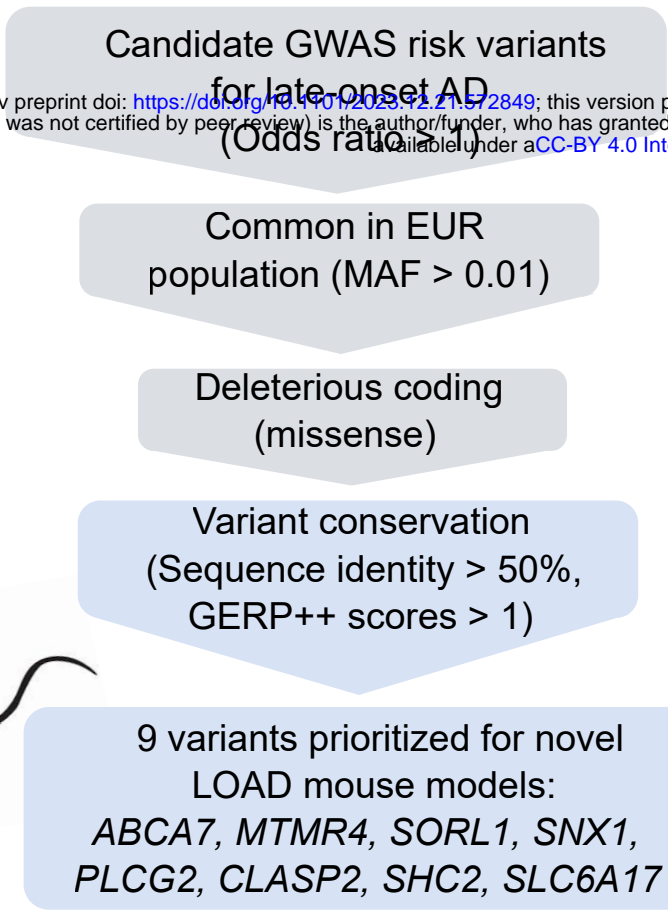 Candidate GWAS risk variants
for late-onset AD
v preprint doi: https://doi.org/10.1101/2023.12.21.572849; this version p
was not certified by peer review) is the author/funder, who has granted
(Odds ratio > 1)
available under aCC-BY 4.0 Int
Common in EUR
population (MAF > 0.01)
Deleterious coding
(missense)
Variant conservation
(Sequence identity > 50%,
GERP++ scores > 1)
9 variants prioritized for novel
LOAD mouse models:
ABCA7, MTMR4, SORL1, SNX1,
PLCG2, CLASP2, SHC2, SLC6A17